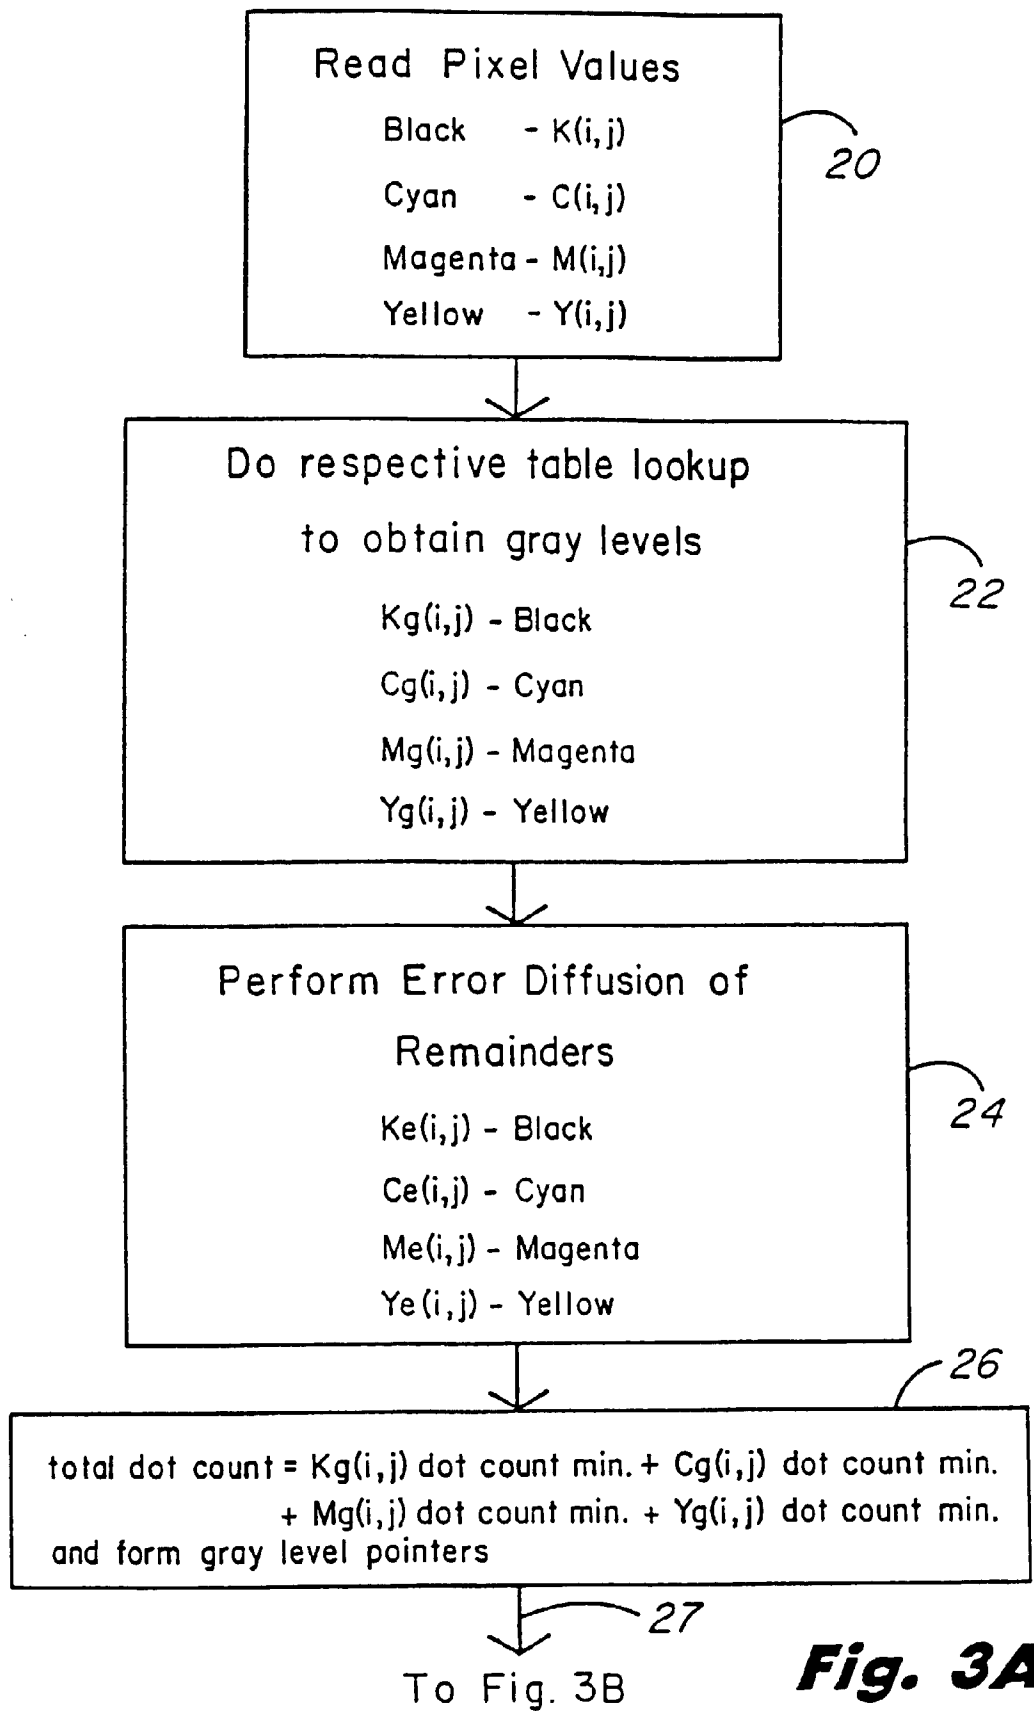 Read Pixel Values
Black - K(i,j)
Cyan - C(i,j)
Magenta - M(i,j)
Yellow - Y(i,j)
20
Do respective table lookup
to obtain gray levels
Kg(i,j) - Black
Cg(i,j) - Cyan
Mg(i,j) - Magenta
Yg(i,j) - Yellow
22
Perform Error Diffusion of
Remainders
Ke(i,j) - Black
Ce(i,j) - Cyan
Me(i,j) - Magenta
Ye(i,j) - Yellow
24
26
total dot count = Kg(i,j) dot count min. + Cg(i,j) dot count min.
+ Mg(i,j) dot count min. + Yg(i,j) dot count min.
and form gray level pointers
27
To Fig. 3B
Fig. 3A